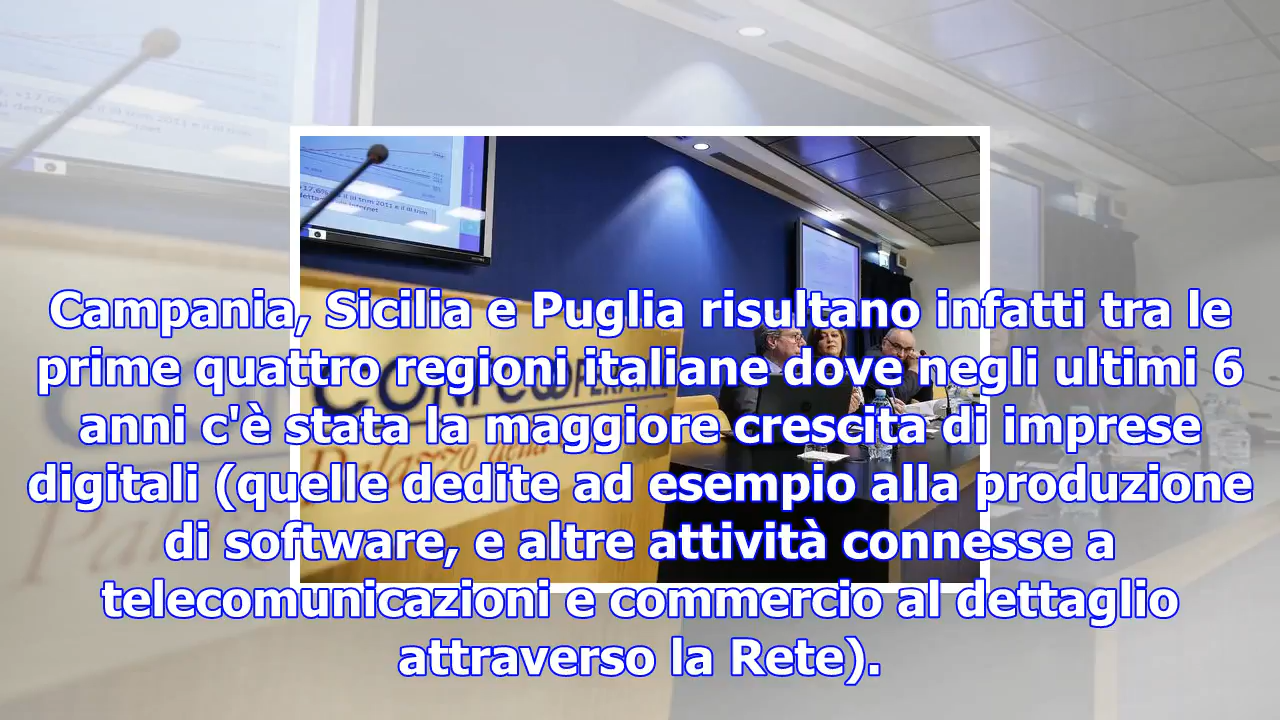 Campania, Sicilia e Puglia risultano infatti tra le
prime quattro regioni italiane dove negli ultimi 6
anni c'è stata la maggiore crescita di imprese
digitali (quelle dedite ad esempio alla produzione
di software, e altre attività connesse a
telecomunicazioni e commercio al dettaglio
attraverso la Rete).